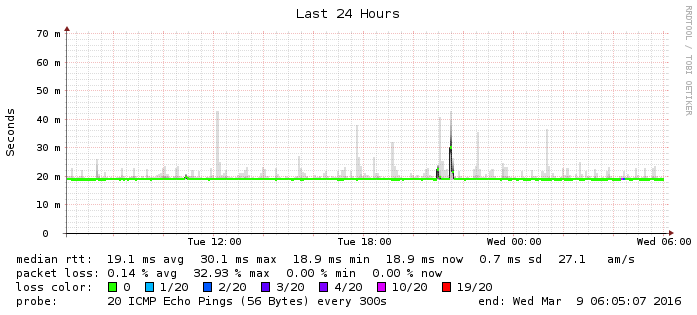 Last 24 Hours
RRDTOOL / TOBI OETIKER
Seconds
70 m
60 m
50 m
40 m
30 m
20 m
10 m
0
Tue 12:00 Tue 18:00 Wed 00:00 Wed 06:00
median rtt: 19.1 ms avg 30.1 ms max 18.9 ms min 18.9 ms now 0.7 ms sd 27.1 am/s
packet loss: 0.14 % avg 32.93 % max 0.00 % min 0.00 % now
loss color: 0 1/20 2/20 3/20 4/20 10/20 19/20
probe: 20 ICMP Echo Pings (56 Bytes) every 300s end: Wed Mar 9 06:05:07 2016